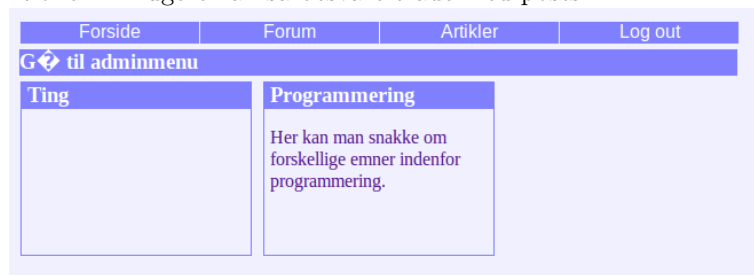 Forside Forum Artikler Log out
G� til adminmenu
Ting Programmering
Her kan man snakke om
forskellige emner indenfor
programmering.